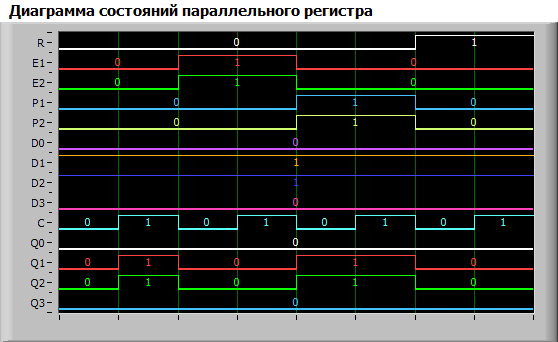 Диаграмма состояний параллельного регистра
R 0 1
E1 0 1 0
E2 0 1 0
P1 0 1 0
P2 0 1 0
D0 0
D1 1
D2 1
D3 0
C 0 1 0 1 0 1 0 1
Q0 0
Q1 0 1 0 1 0
Q2 0 1 0 1 0
Q3 0